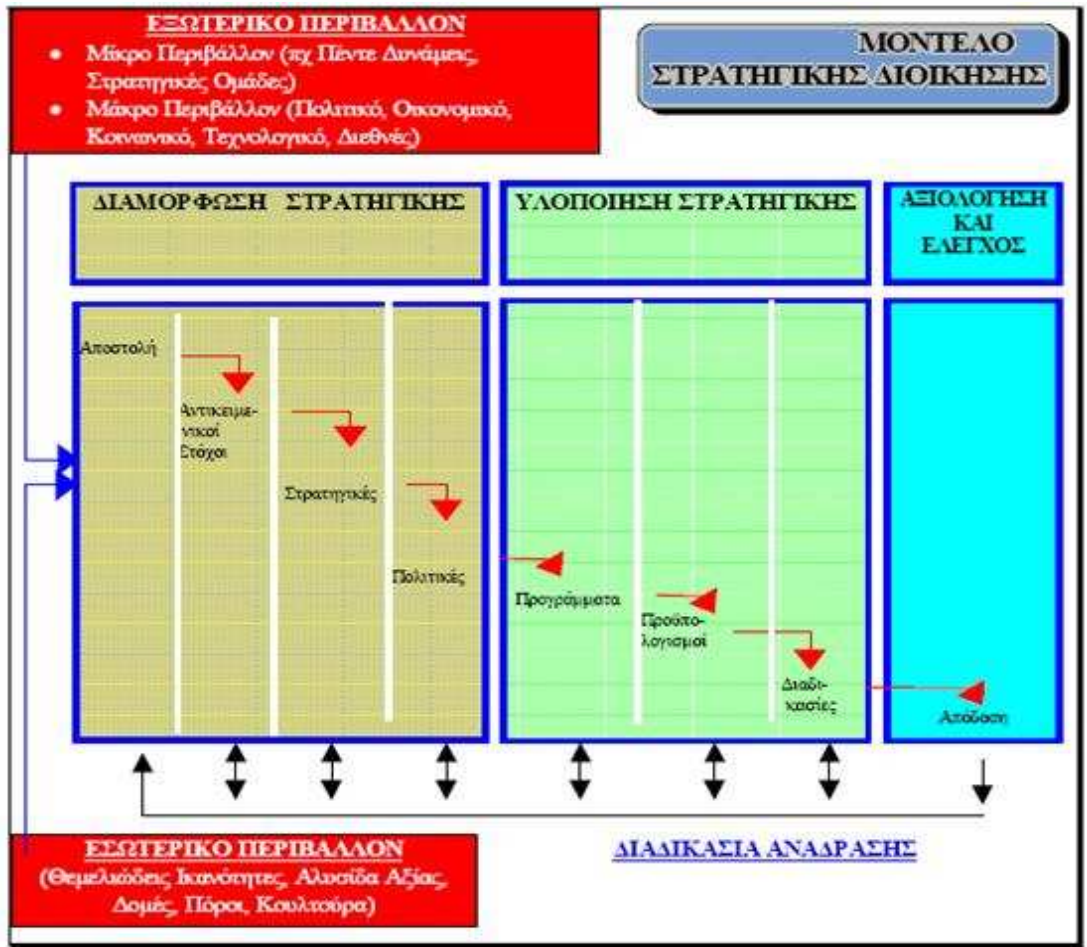 ΕΞΩΤΕΡΙΚΟ ΠΕΡΙΒΑΛΛΟΝ
• Μίκρο Περιβάλλον (πχ Πέντε Δυνάμεις,
Στρατηγικές Ομάδες)
• Μάκρο Περιβάλλον (Πολιτικό, Οικονομικό,
Κοινωνικό, Τεχνολογικό, Διεθνές)
ΜΟΝΤΕΛΟ
ΣΤΡΑΤΗΓΙΚΗΣ ΔΙΟΙΚΗΣΗΣ
ΔΙΑΜΟΡΦΩΣΗ ΣΤΡΑΤΗΓΙΚΗΣ
ΥΛΟΠΟΙΗΣΗ ΣΤΡΑΤΗΓΙΚΗΣ
ΑΞΙΟΛΟΓΗΣΗ
ΚΑΙ
ΕΛΕΓΧΟΣ
Αποστολή
Αντικειμε-
νικοί
Στόχοι
Στρατηγικές
Πολιτικές
Προγράμματα
Προϋπο-
λογισμοί
Διαδι-
κασίες
Απόδοση
ΕΣΩΤΕΡΙΚΟ ΠΕΡΙΒΑΛΛΟΝ
(Θεμελιώδεις Ικανότητες, Αλυσίδα Αξίας,
Δομές, Πόροι, Κουλτούρα)
ΔΙΑΔΙΚΑΣΙΑ ΑΝΑΔΡΑΣΗΣ